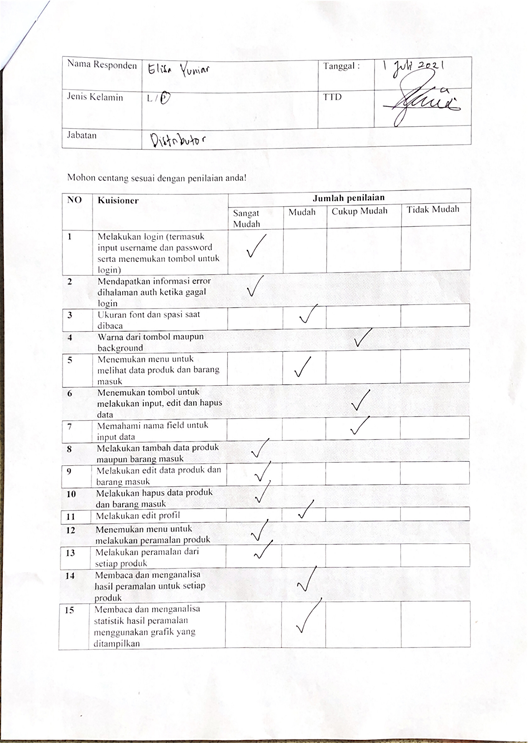 Nama Responden Elisa Yuniar Tanggal : 1 Juli 2021
Jenis Kelamin L / P TTD
Jabatan Distributor
Mohon centang sesuai dengan penilaian anda!
NO Kuisioner Jumlah penilaian
Sangat Mudah Cukup Mudah Tidak Mudah
Mudah
1 Melakukan login (termasuk
input username dan password
serta menemukan tombol untuk
login)
2 Mendapatkan informasi error
dihalaman auth ketika gagal
login
3 Ukuran font dan spasi saat
dibaca
4 Warna dari tombol maupun
background
5 Menemukan menu untuk
melihat data produk dan barang
masuk
6 Menemukan tombol untuk
melakukan input, edit dan hapus
data
7 Memahami nama field untuk
input data
8 Melakukan tambah data produk
maupun barang masuk
9 Melakukan edit data produk dan
barang masuk
10 Melakukan hapus data produk
dan barang masuk
11 Melakukan edit profil
12 Menemukan menu untuk
melakukan peramalan produk
13 Melakukan peramalan dari
setiap produk
14 Membaca dan menganalisa
hasil peramalan untuk setiap
produk
15 Membaca dan menganalisa
statistik hasil peramalan
menggunakan grafik yang
ditampilkan